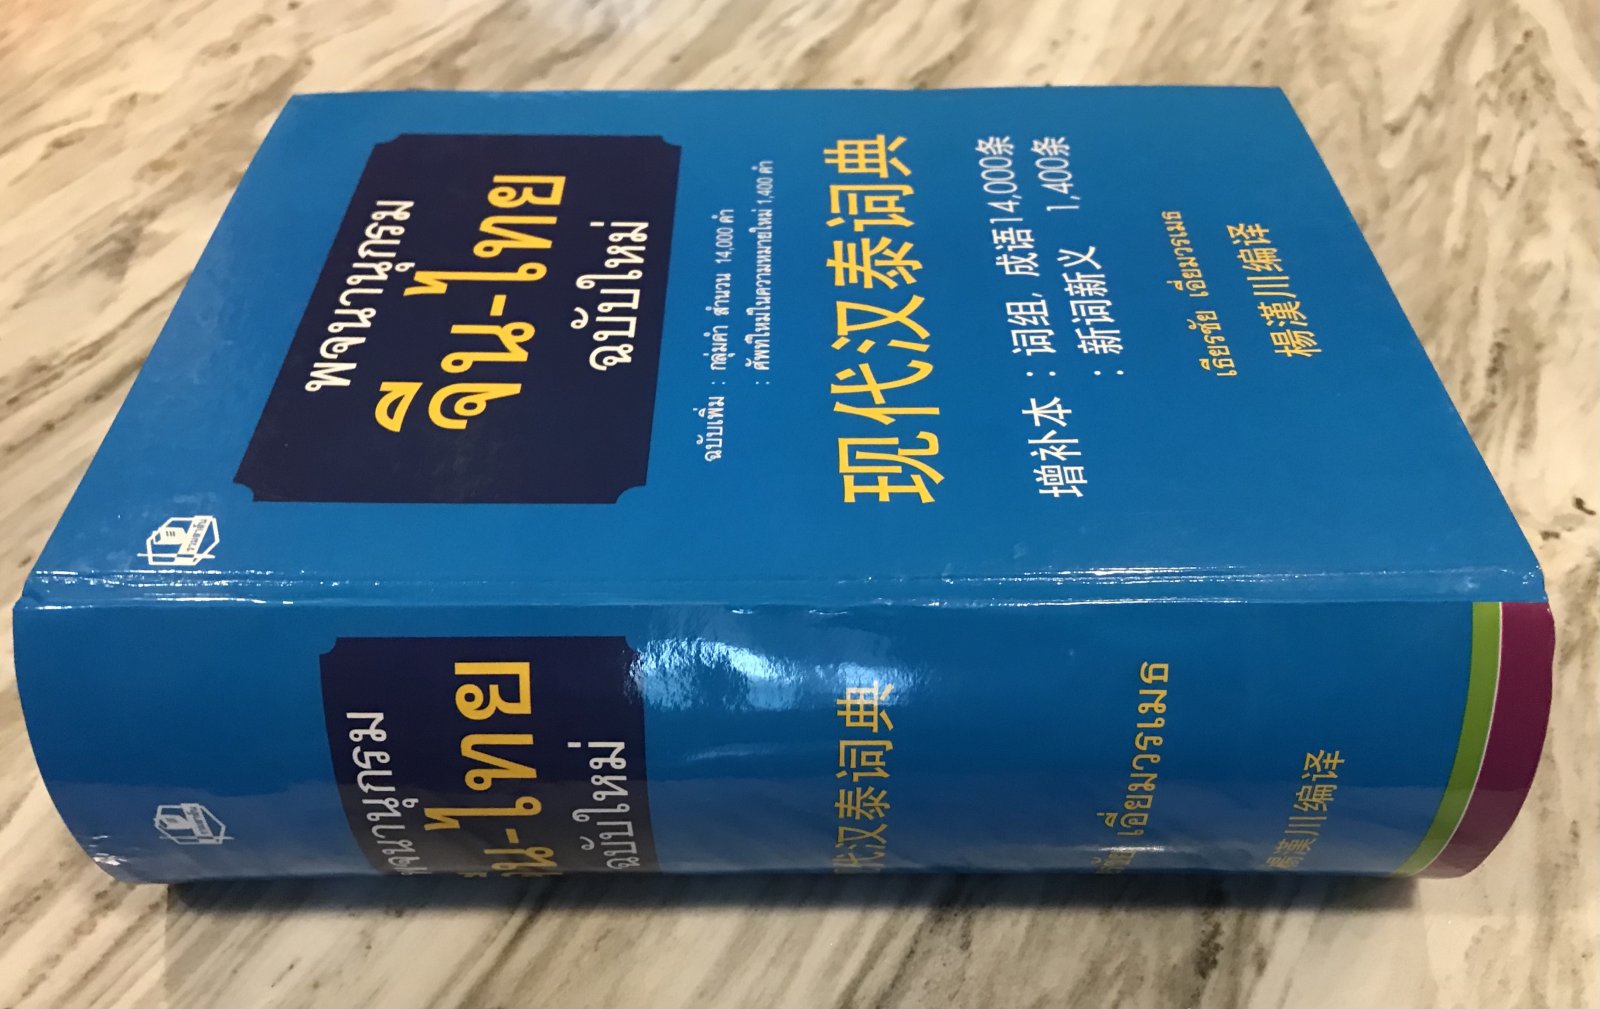 พจนานุกรม
จีน-ไทย
ฉบับใหม่
ฉบับเพิ่ม : กลุ่มคำ สำนวน 14,000 คำ
: ศัพท์ใหม่ในความหมายใหม่ 1,400 คำ
现代汉泰词典
增补本 : 词组, 成语14,000条
: 新词新义 1,400条
เธียรชัย เอี่ยมวรเมธ
楊漢川编译
พจนานุกรม
จีน-ไทย
ฉบับใหม่
代汉泰词典
เอี่ยมวรเมธ
楊漢川编译